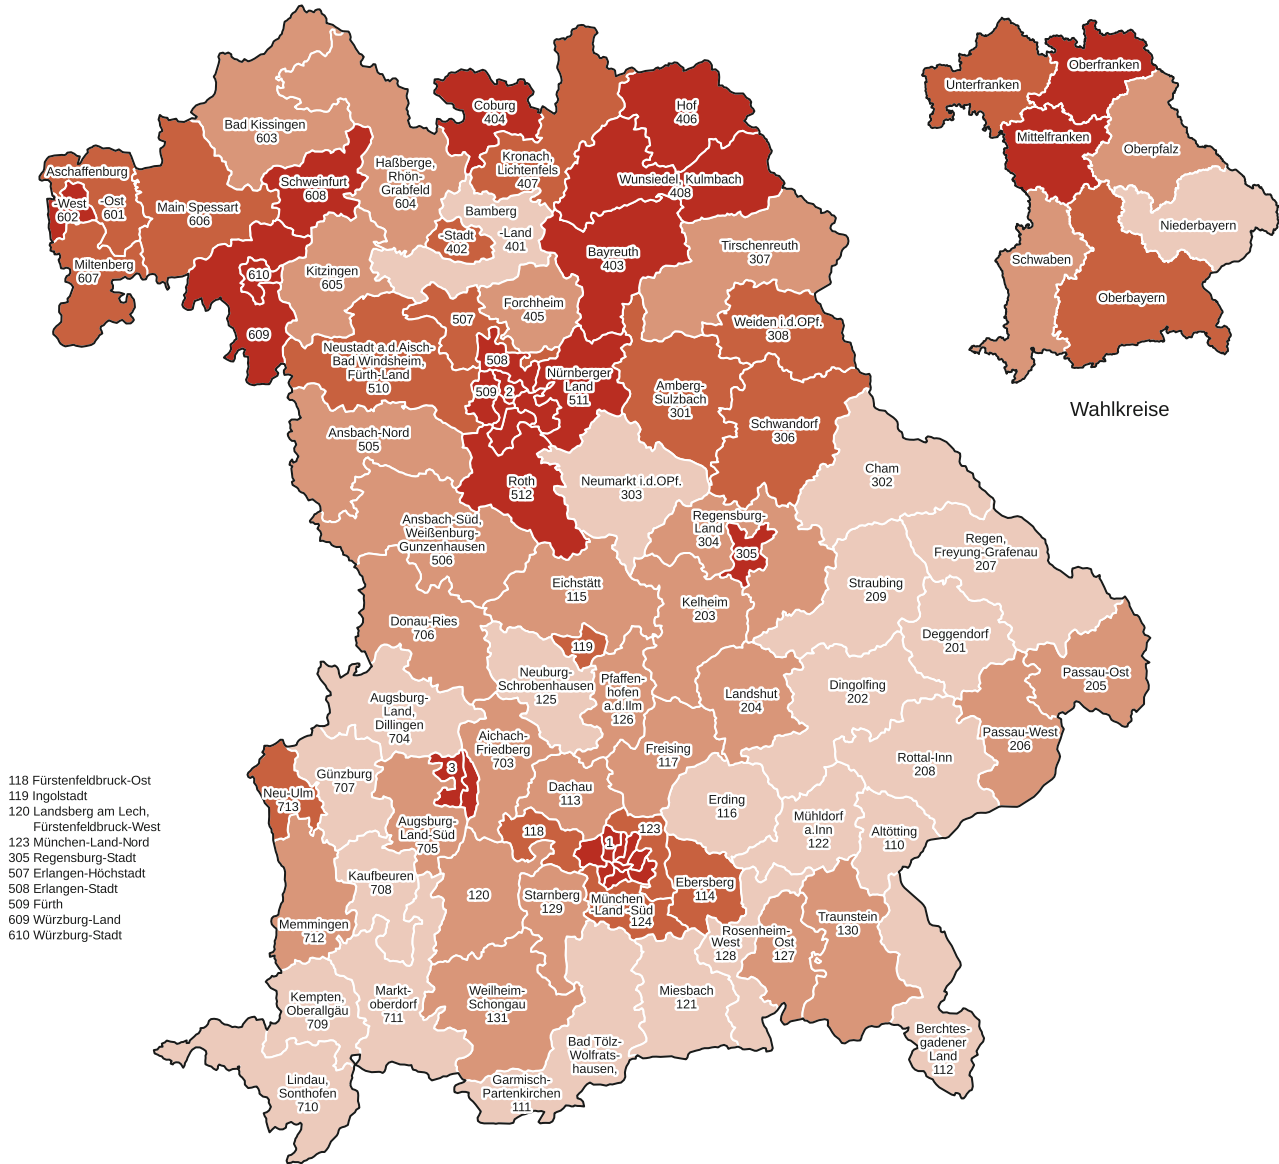 Bad Kissingen
603
Coburg
404
Hof
406
Kronach,
Lichtenfels
407
Haßberge,
Rhön-
Grabfeld
604
Aschaffenburg
-West
602
-Ost
601
Main Spessart
606
Schweinfurt
608
Wunsiedel, Kulmbach
408
Bamberg
-Stadt
402
-Land
401
Miltenberg
607
610
Kitzingen
605
Bayreuth
403
Tirschenreuth
307
609
507
Forchheim
405
Weiden i.d.OPf.
308
Neustadt a.d.Aisch-
Bad Windsheim,
Fürth-Land
510
508
509
2
Nürnberger
Land
511
Amberg-
Sulzbach
301
Schwandorf
306
Ansbach-Nord
505
Roth
512
Neumarkt i.d.OPf.
303
Cham
302
Ansbach-Süd,
Weißenburg-
Gunzenhausen
506
Regensburg-
Land
304
305
Regen,
Freyung-Grafenau
207
Eichstätt
115
Kelheim
203
Straubing
209
Donau-Ries
706
119
Deggendorf
201
Neuburg-
Schrobenhausen
125
Pfaffen-
hofen
a.d.Ilm
126
Landshut
204
Dingolfing
202
Passau-Ost
205
Augsburg-
Land,
Dillingen
704
Aichach-
Friedberg
703
Freising
117
Passau-West
206
Rottal-Inn
208
Günzburg
707
3
Neu-Ulm
713
Dachau
113
Erding
116
Mühldorf
a.Inn
122
Altötting
110
Augsburg-
Land-Süd
705
118
1
123
Kaufbeuren
708
120
Starnberg
129
München
-Land -Süd
124
Ebersberg
114
Memmingen
712
Rosenheim-
West
128
Ost
127
Traunstein
130
Kempten,
Oberallgäu
709
Markt-
oberdorf
711
Weilheim-
Schongau
131
Miesbach
121
Bad Tölz-
Wolfrats-
hausen,
Garmisch-
Partenkirchen
111
Lindau,
Sonthofen
710
Berchtes-
gadener
Land
112
118 Fürstenfeldbruck-Ost
119 Ingolstadt
120 Landsberg am Lech,
Fürstenfeldbruck-West
123 München-Land-Nord
305 Regensburg-Stadt
507 Erlangen-Höchstadt
508 Erlangen-Stadt
509 Fürth
609 Würzburg-Land
610 Würzburg-Stadt
Unterfranken
Oberfranken
Mittelfranken
Oberpfalz
Niederbayern
Schwaben
Oberbayern
Wahlkreise